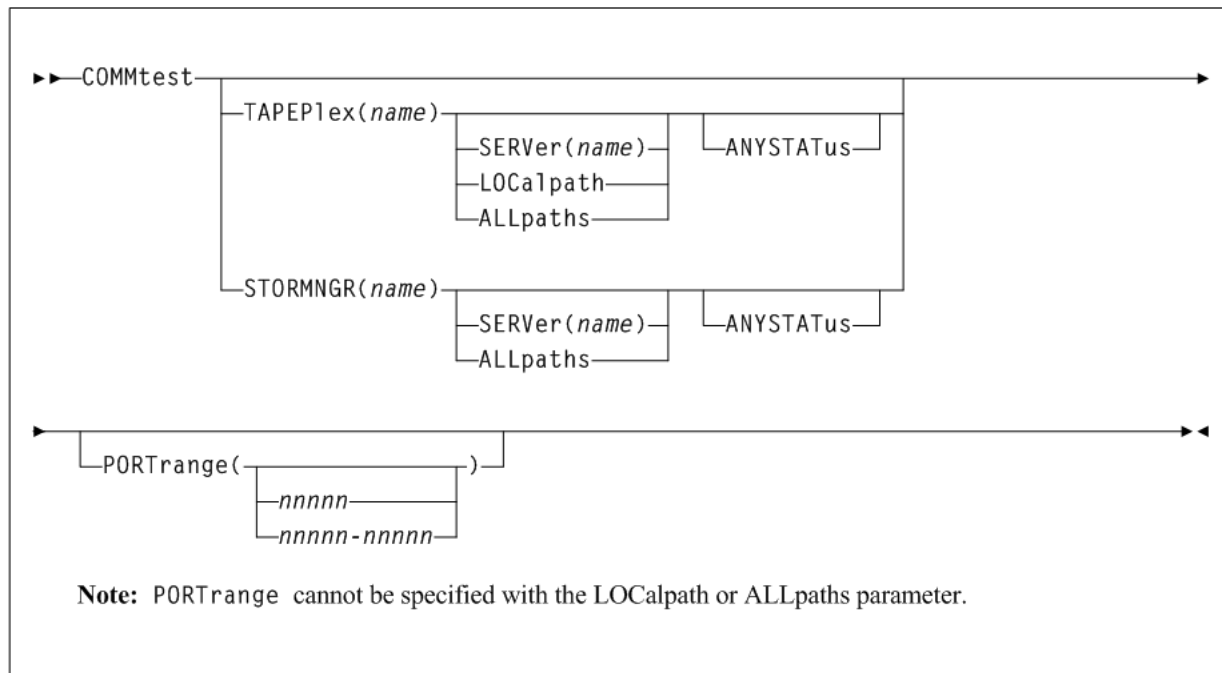 COMMtest
TAPEPlex(name)
SERVer(name)
LOCalpath
ALLpaths
ANYSTATus
STORMNGR(name)
SERVer(name)
ALLpaths
ANYSTATus
PORTrange(
nnnnn
nnnnn-nnnnn
)
Note: PORTrange cannot be specified with the LOCalpath or ALLpaths parameter.